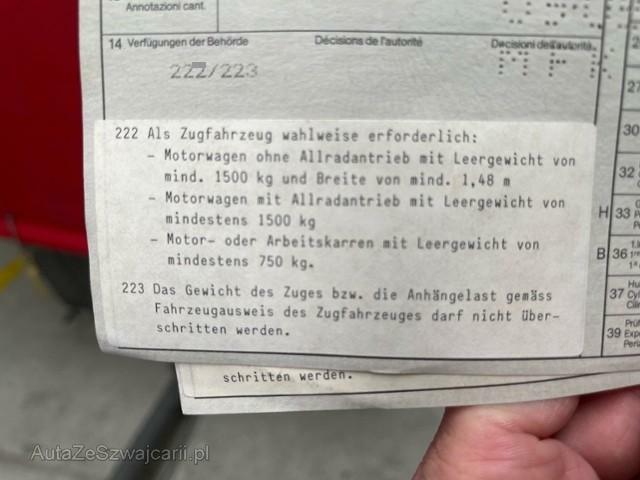 Annotazioni cant.
14 Verfügungen der Behörde Décisions de l'autorité Decisioni dell'autorità
222/223
222 Als Zugfahrzeug wahlweise erforderlich:
- Motorwagen ohne Allradantrieb mit Leergewicht von
mind. 1500 kg und Breite von mind. 1,48 m
- Motorwagen mit Allradantrieb mit Leergewicht von
mindestens 1500 kg
- Motor- oder Arbeitskarren mit Leergewicht von
mindestens 750 kg.
223 Das Gewicht des Zuges bzw. die Anhängelast gemäss
Fahrzeugausweis des Zugfahrzeuges darf nicht über-
schritten werden.
schritten werden.
27
30
32
H 33
B 36
37
39
AutaZeSzwajcarii.pl